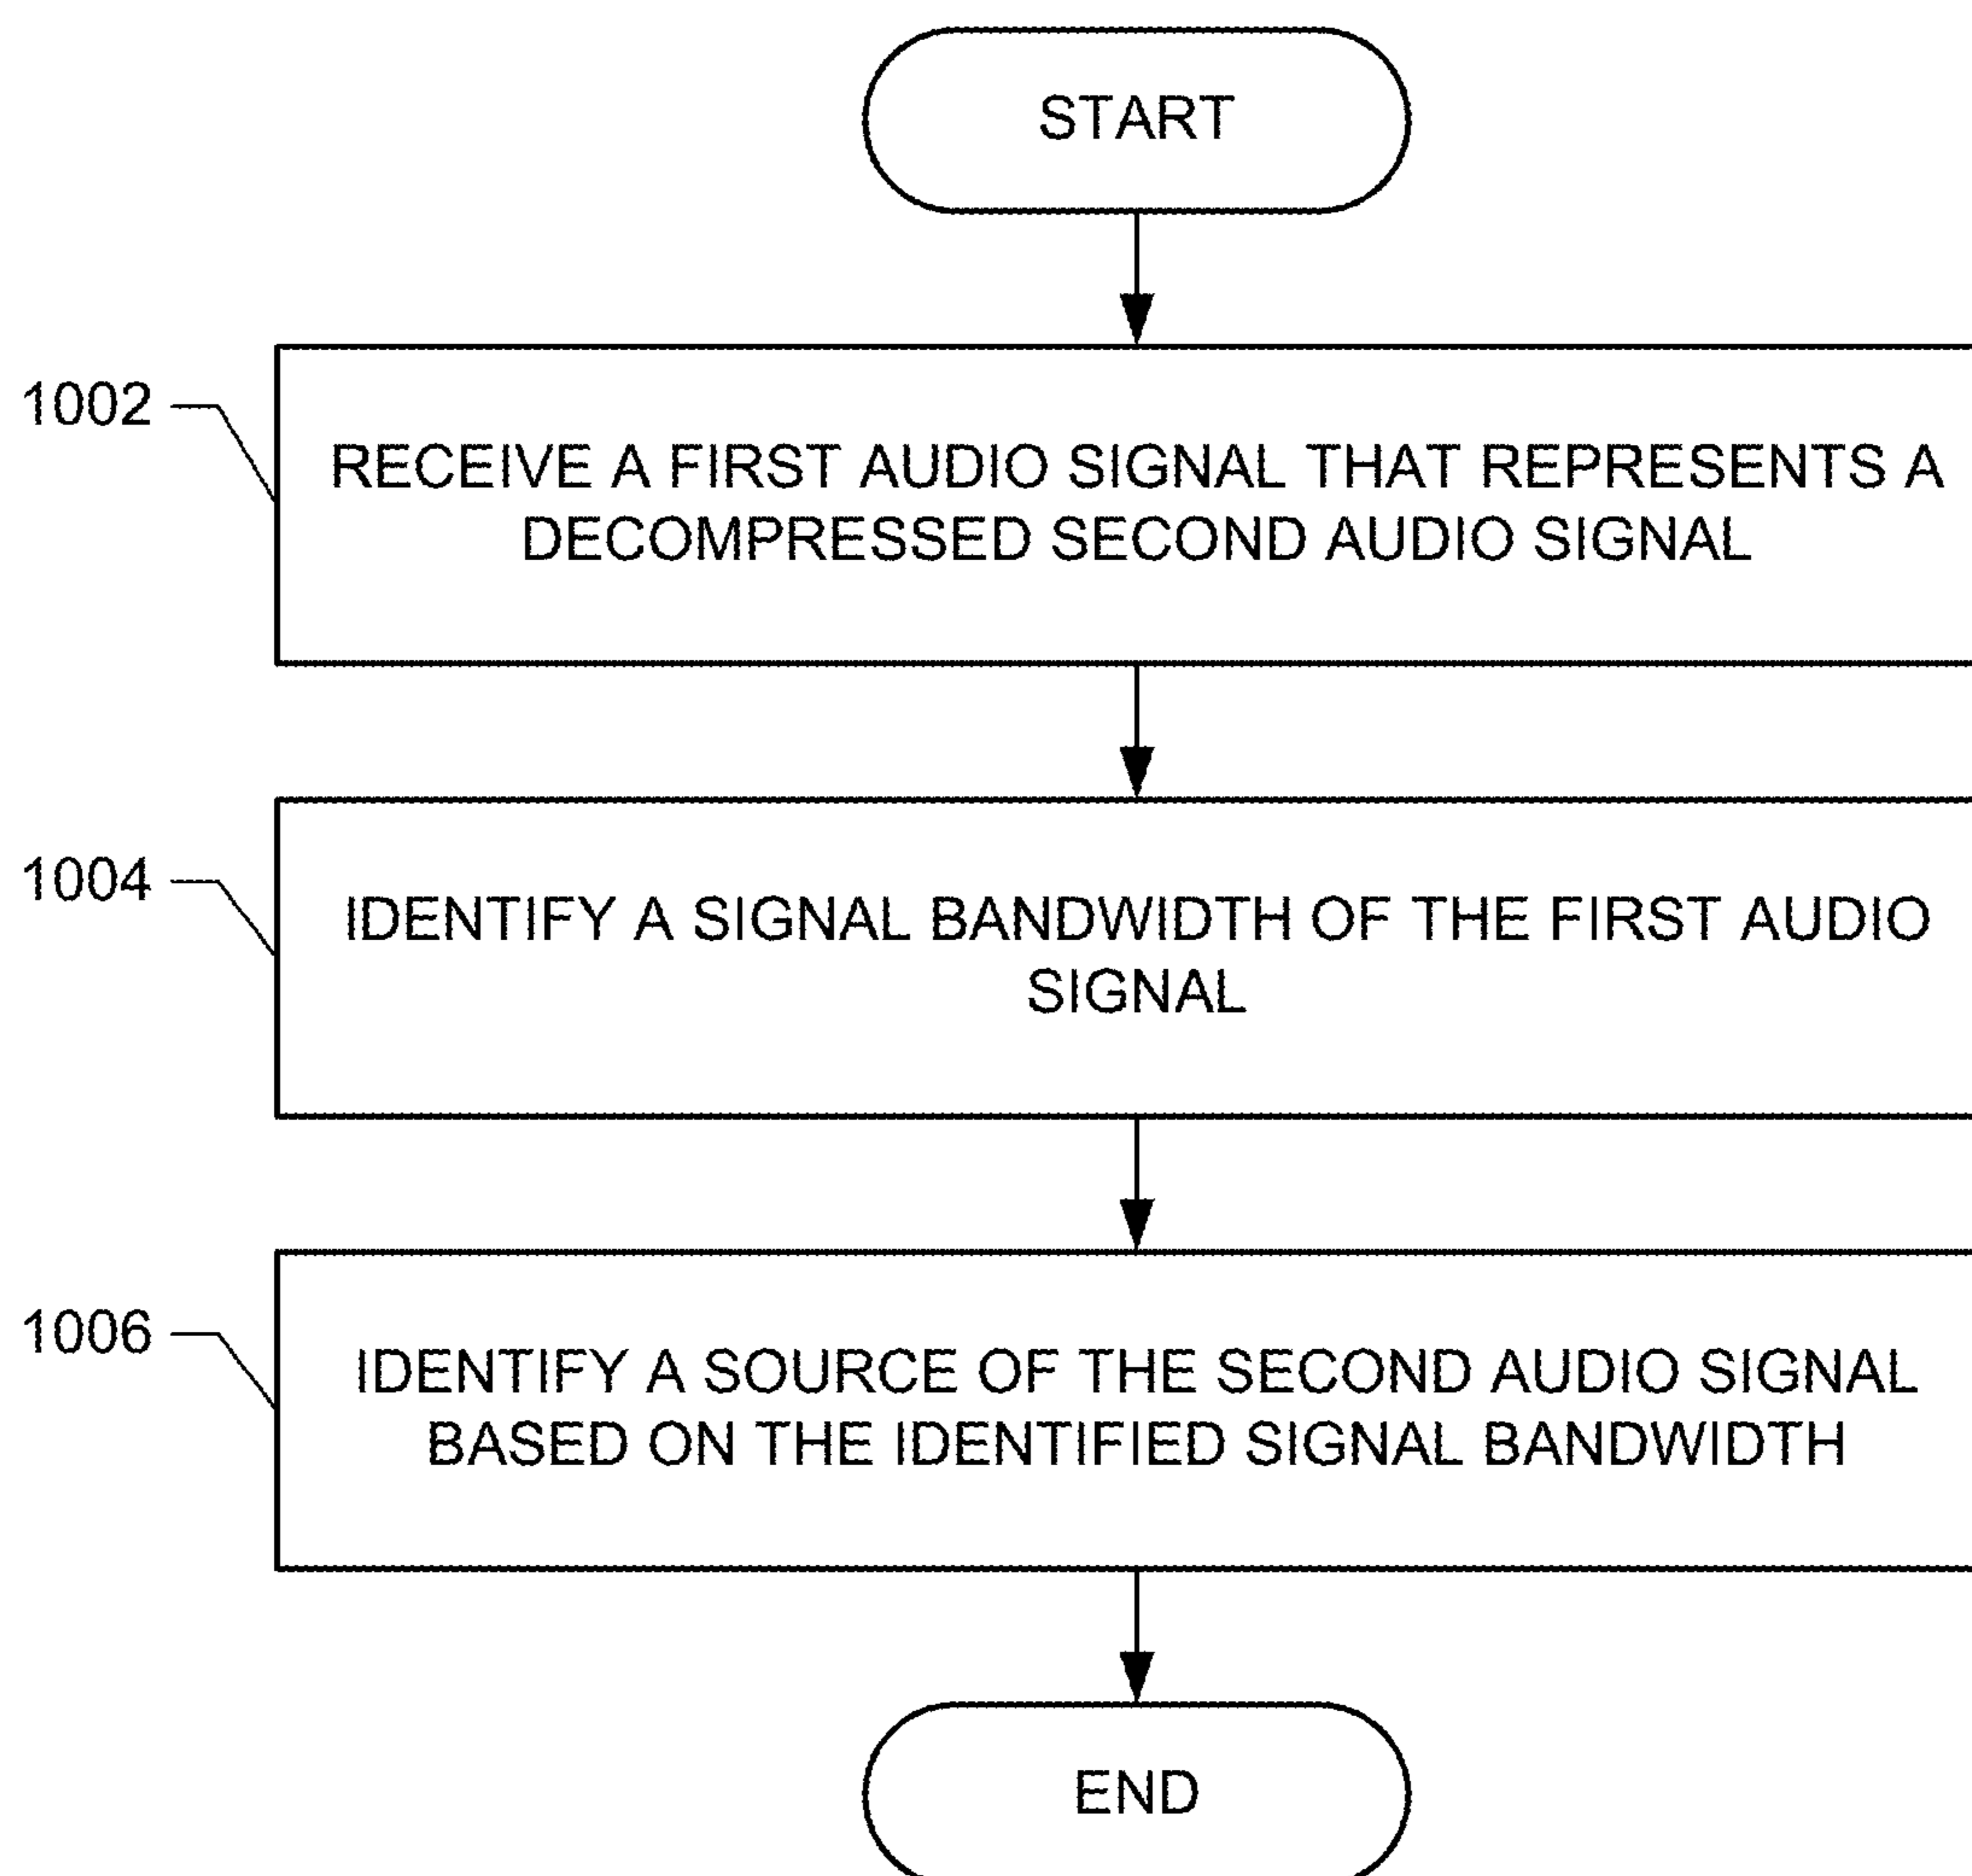 START
1002
RECEIVE A FIRST AUDIO SIGNAL THAT REPRESENTS A
DECOMPRESSED SECOND AUDIO SIGNAL
1004
IDENTIFY A SIGNAL BANDWIDTH OF THE FIRST AUDIO
SIGNAL
1006
IDENTIFY A SOURCE OF THE SECOND AUDIO SIGNAL
BASED ON THE IDENTIFIED SIGNAL BANDWIDTH
END